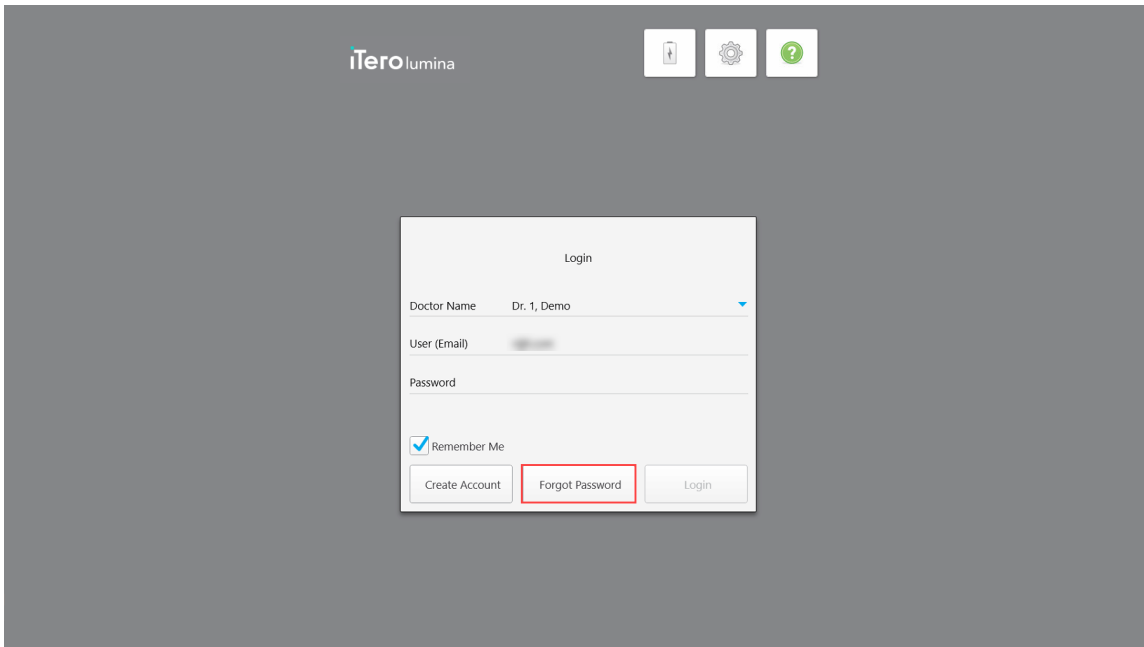 iTero lumina
?
Login
Doctor Name Dr. 1, Demo
User (Email)
Password
Remember Me
Create Account Forgot Password Login